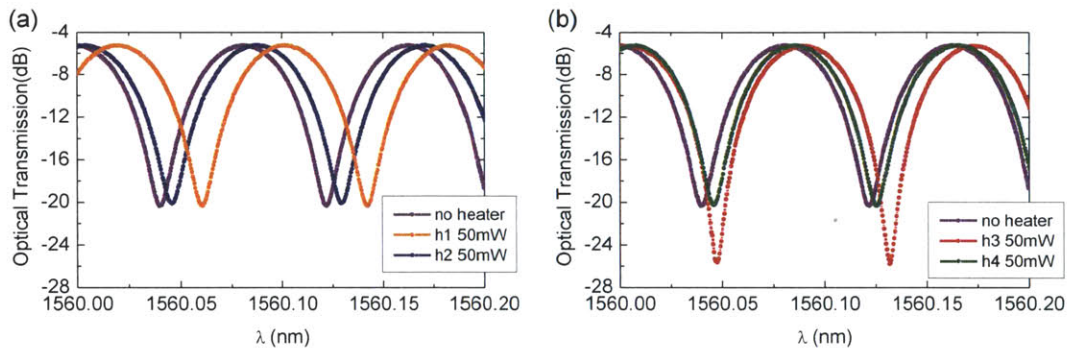 (a)
Optical Transmission(dB)
-4
-8
-12
-16
-20
-24
-28
no heater
h1 50mW
h2 50mW
1560.00
1560.05
1560.10
1560.15
1560.20
λ (nm)
(b)
Optical Transmission(dB)
-4
-8
-12
-16
-20
-24
-28
no heater
h3 50mW
h4 50mW
1560.00
1560.05
1560.10
1560.15
1560.20
λ (nm)